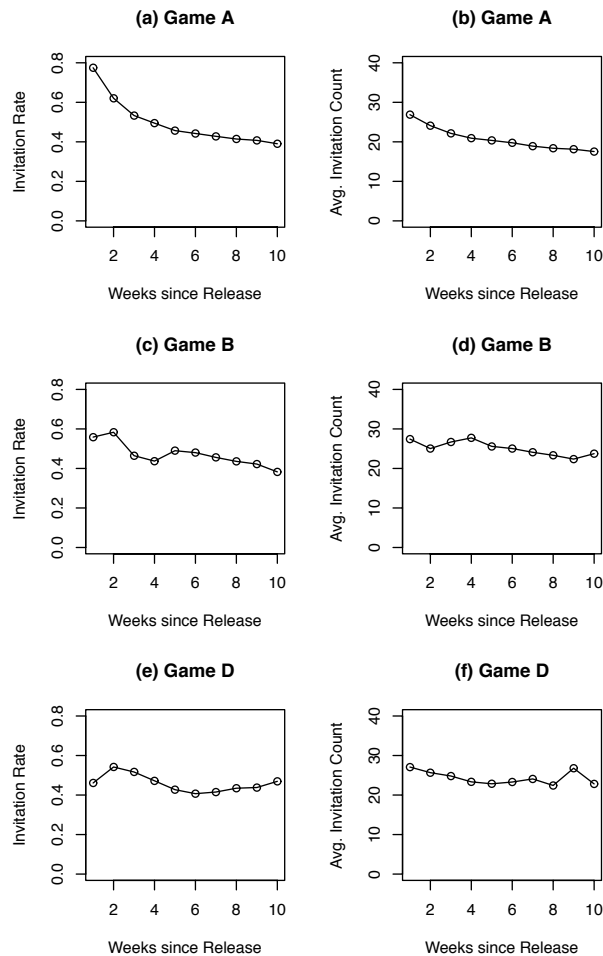 (a) Game A
Invitation Rate
0.0 0.2 0.4 0.6 0.8
2 4 6 8 10
Weeks since Release
(b) Game A
Avg. Invitation Count
0 10 20 30 40
2 4 6 8 10
Weeks since Release
(c) Game B
Invitation Rate
0.0 0.2 0.4 0.6 0.8
2 4 6 8 10
Weeks since Release
(d) Game B
Avg. Invitation Count
0 10 20 30 40
2 4 6 8 10
Weeks since Release
(e) Game D
Invitation Rate
0.0 0.2 0.4 0.6 0.8
2 4 6 8 10
Weeks since Release
(f) Game D
Avg. Invitation Count
0 10 20 30 40
2 4 6 8 10
Weeks since Release